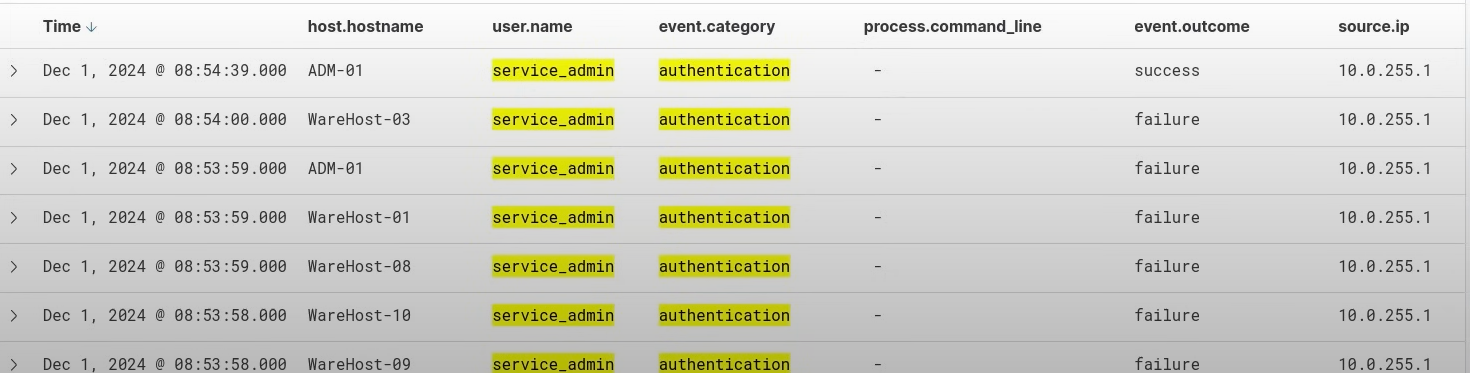 Time host.hostname user.name event.category process.command_line event.outcome source.ip
Dec 1, 2024 @ 08:54:39.000 ADM-01 service_admin authentication - success 10.0.255.1
Dec 1, 2024 @ 08:54:00.000 WareHost-03 service_admin authentication - failure 10.0.255.1
Dec 1, 2024 @ 08:53:59.000 ADM-01 service_admin authentication - failure 10.0.255.1
Dec 1, 2024 @ 08:53:59.000 WareHost-01 service_admin authentication - failure 10.0.255.1
Dec 1, 2024 @ 08:53:59.000 WareHost-08 service_admin authentication - failure 10.0.255.1
Dec 1, 2024 @ 08:53:58.000 WareHost-10 service_admin authentication - failure 10.0.255.1
Dec 1, 2024 @ 08:53:58.000 WareHost-09 service_admin authentication - failure 10.0.255.1